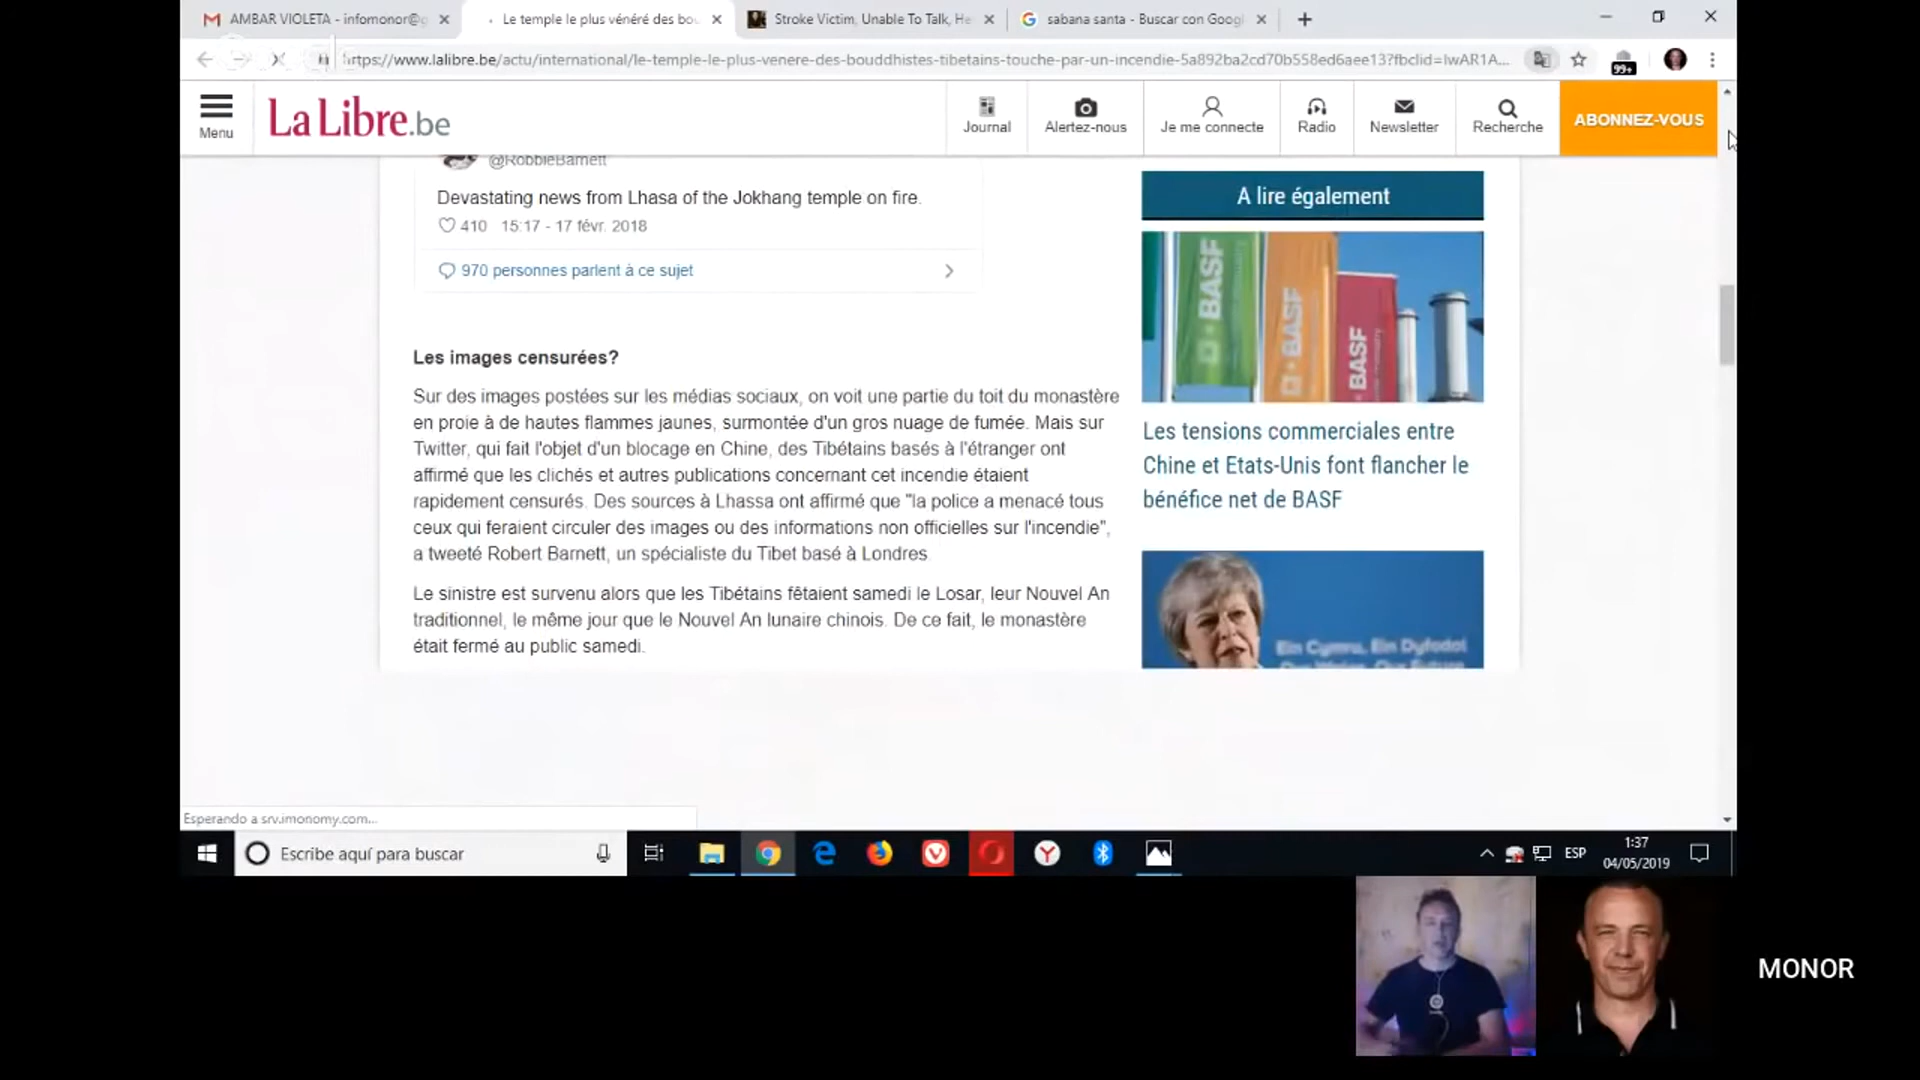 AMBAR VIOLETA - infomonor@g
Le temple le plus vénéré des bou
Stroke Victim, Unable To Talk, He
sabana santa - Buscar con Googl
https://www.lalibre.be/actu/international/le-temple-le-plus-venere-des-bouddhistes-tibetains-touche-par-un-incendie-5a892ba2cd70b558ed6aee13?fbclid=IwAR1A...
99+
Menu
La Libre.be
Journal
Alertez-nous
Je me connecte
Radio
Newsletter
Recherche
ABONNEZ-VOUS
@RobbieBarnett
Devastating news from Lhasa of the Jokhang temple on fire.
410 15:17 - 17 févr. 2018
970 personnes parlent à ce sujet
Les images censurées?
Sur des images postées sur les médias sociaux, on voit une partie du toit du monastère
en proie à de hautes flammes jaunes, surmontée d'un gros nuage de fumée. Mais sur
Twitter, qui fait l'objet d'un blocage en Chine, des Tibétains basés à l'étranger ont
affirmé que les clichés et autres publications concernant cet incendie étaient
rapidement censurés. Des sources à Lhassa ont affirmé que "la police a menacé tous
ceux qui feraient circuler des images ou des informations non officielles sur l'incendie",
a tweeté Robert Barnett, un spécialiste du Tibet basé à Londres.
Le sinistre est survenu alors que les Tibétains fêtaient samedi le Losar, leur Nouvel An
traditionnel, le même jour que le Nouvel An lunaire chinois. De ce fait, le monastère
était fermé au public samedi.
A lire également
BASF
BASF
BASF
Les tensions commerciales entre
Chine et Etats-Unis font flancher le
bénéfice net de BASF
Ein Cymru, Ein Dyfodol
Our Wales, Our Future
Esperando a srv.imonomy.com...
Escribe aquí para buscar
ESP
1:37
04/05/2019
MONOR